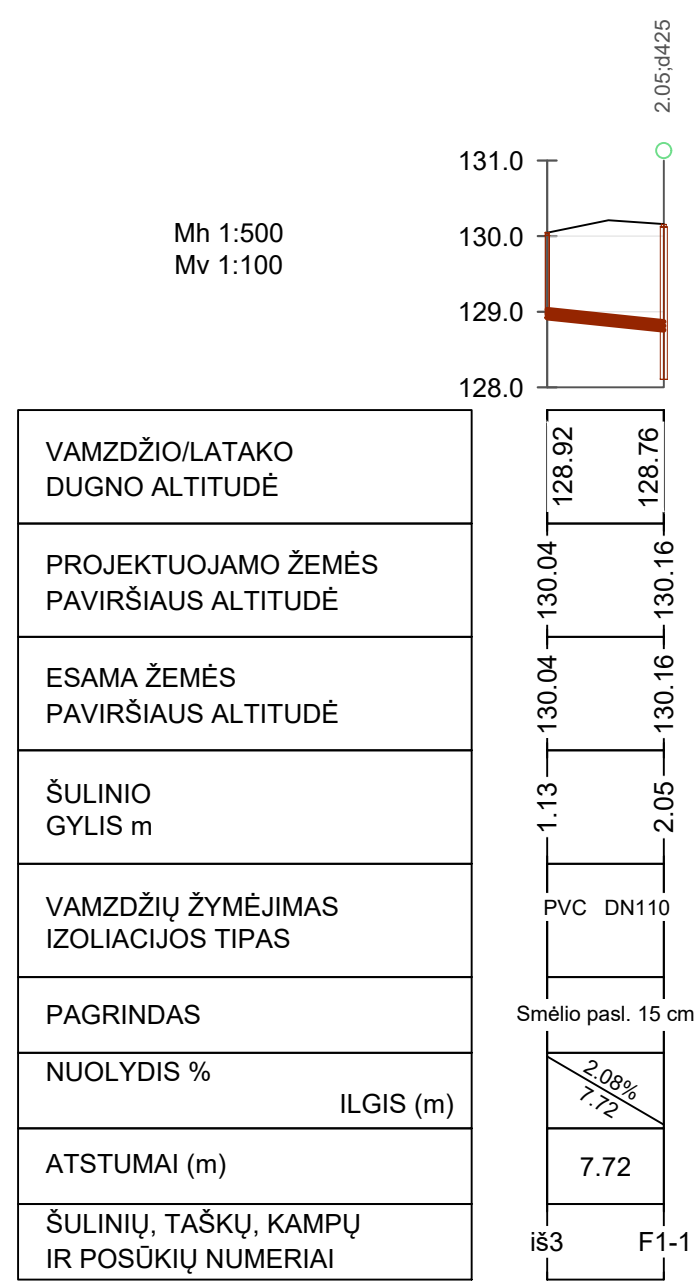 2.05;d425
131.0
Mh 1:500
130.0
Mv 1:100
129.0
128.0
VAMZDŽIO/LATAKO
DUGNO ALTITUDĖ
128.92
128.76
PROJEKTUOJAMO ŽEMĖS
PAVIRŠIAUS ALTITUDĖ
130.04
130.16
ESAMA ŽEMĖS
PAVIRŠIAUS ALTITUDĖ
130.04
130.16
ŠULINIO
GYLIS m
1.13
2.05
VAMZDŽIŲ ŽYMĖJIMAS
IZOLIACIJOS TIPAS
PVC DN110
PAGRINDAS
Smėlio pasl. 15 cm
NUOLYDIS %
ILGIS (m)
2.08%
7.72
ATSTUMAI (m)
7.72
ŠULINIŲ, TAŠKŲ, KAMPŲ
IR POSŪKIŲ NUMERIAI
iš3
F1-1